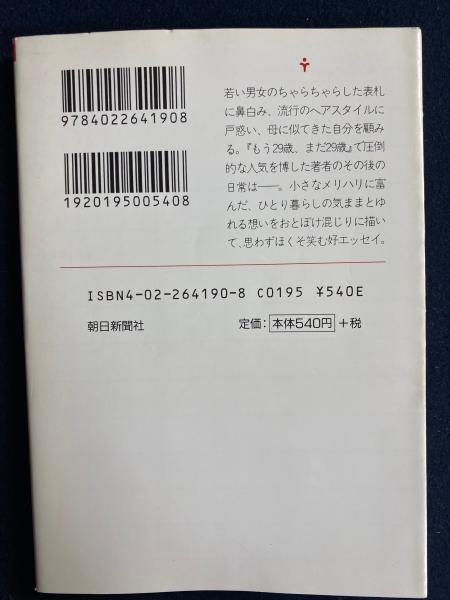 9784022641908
1920195005408
若い男女のちゃらちゃらした表札
に鼻白み、流行のヘアスタイルに
戸惑い、母に似てきた自分を顧み
る。『もう29歳、まだ29歳』で圧倒
的な人気を博した著者のその後の
日常は――。小さなメリハリに富
んだ、ひとり暮らしの気ままとゆ
れる想いをおとぼけ混じりに描い
て、思わずほくそ笑む好エッセイ。
ISBN4-02-264190-8 C0195 ¥540E
朝日新聞社
定価：本体540円＋税